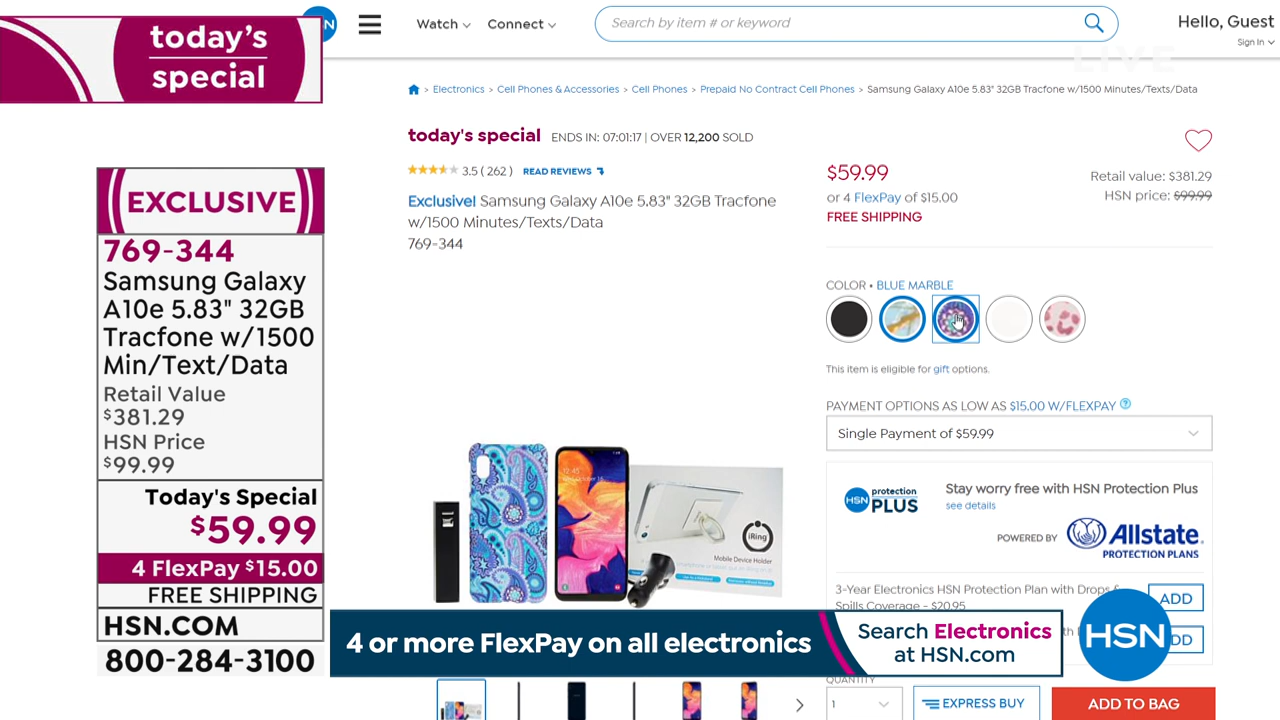 today's
special
Watch
Connect
Search by item # or keyword
Hello, Guest
Sign In
LIVE
> Electronics > Cell Phones & Accessories > Cell Phones > Prepaid No Contract Cell Phones > Samsung Galaxy A10e 5.83" 32GB Tracfone w/1500 Minutes/Texts/Data
today's special ENDS IN: 07:01:17 | OVER 12,200 SOLD
3.5 ( 262 ) READ REVIEWS
Exclusive! Samsung Galaxy A10e 5.83" 32GB Tracfone
w/1500 Minutes/Texts/Data
769-344
$59.99
or 4 FlexPay of $15.00
FREE SHIPPING
Retail value: $381.29
HSN price: $99.99
COLOR • BLUE MARBLE
This item is eligible for gift options.
PAYMENT OPTIONS AS LOW AS $15.00 W/FLEXPAY ?
Single Payment of $59.99
HSN protection
PLUS
Stay worry free with HSN Protection Plus
see details
POWERED BY
Allstate.
PROTECTION PLANS
3-Year Electronics HSN Protection Plan with Drops &
Spills Coverage - $20.95
ADD
QUANTITY
1
EXPRESS BUY
ADD TO BAG
EXCLUSIVE
769-344
Samsung Galaxy
A10e 5.83" 32GB
Tracfone w/1500
Min/Text/Data
Retail Value
$381.29
HSN Price
$99.99
Today's Special
$59.99
4 FlexPay $15.00
FREE SHIPPING
HSN.COM
800-284-3100
iRing
Mobile Device Holder
4 or more FlexPay on all electronics
Search Electronics
at HSN.com
HSN